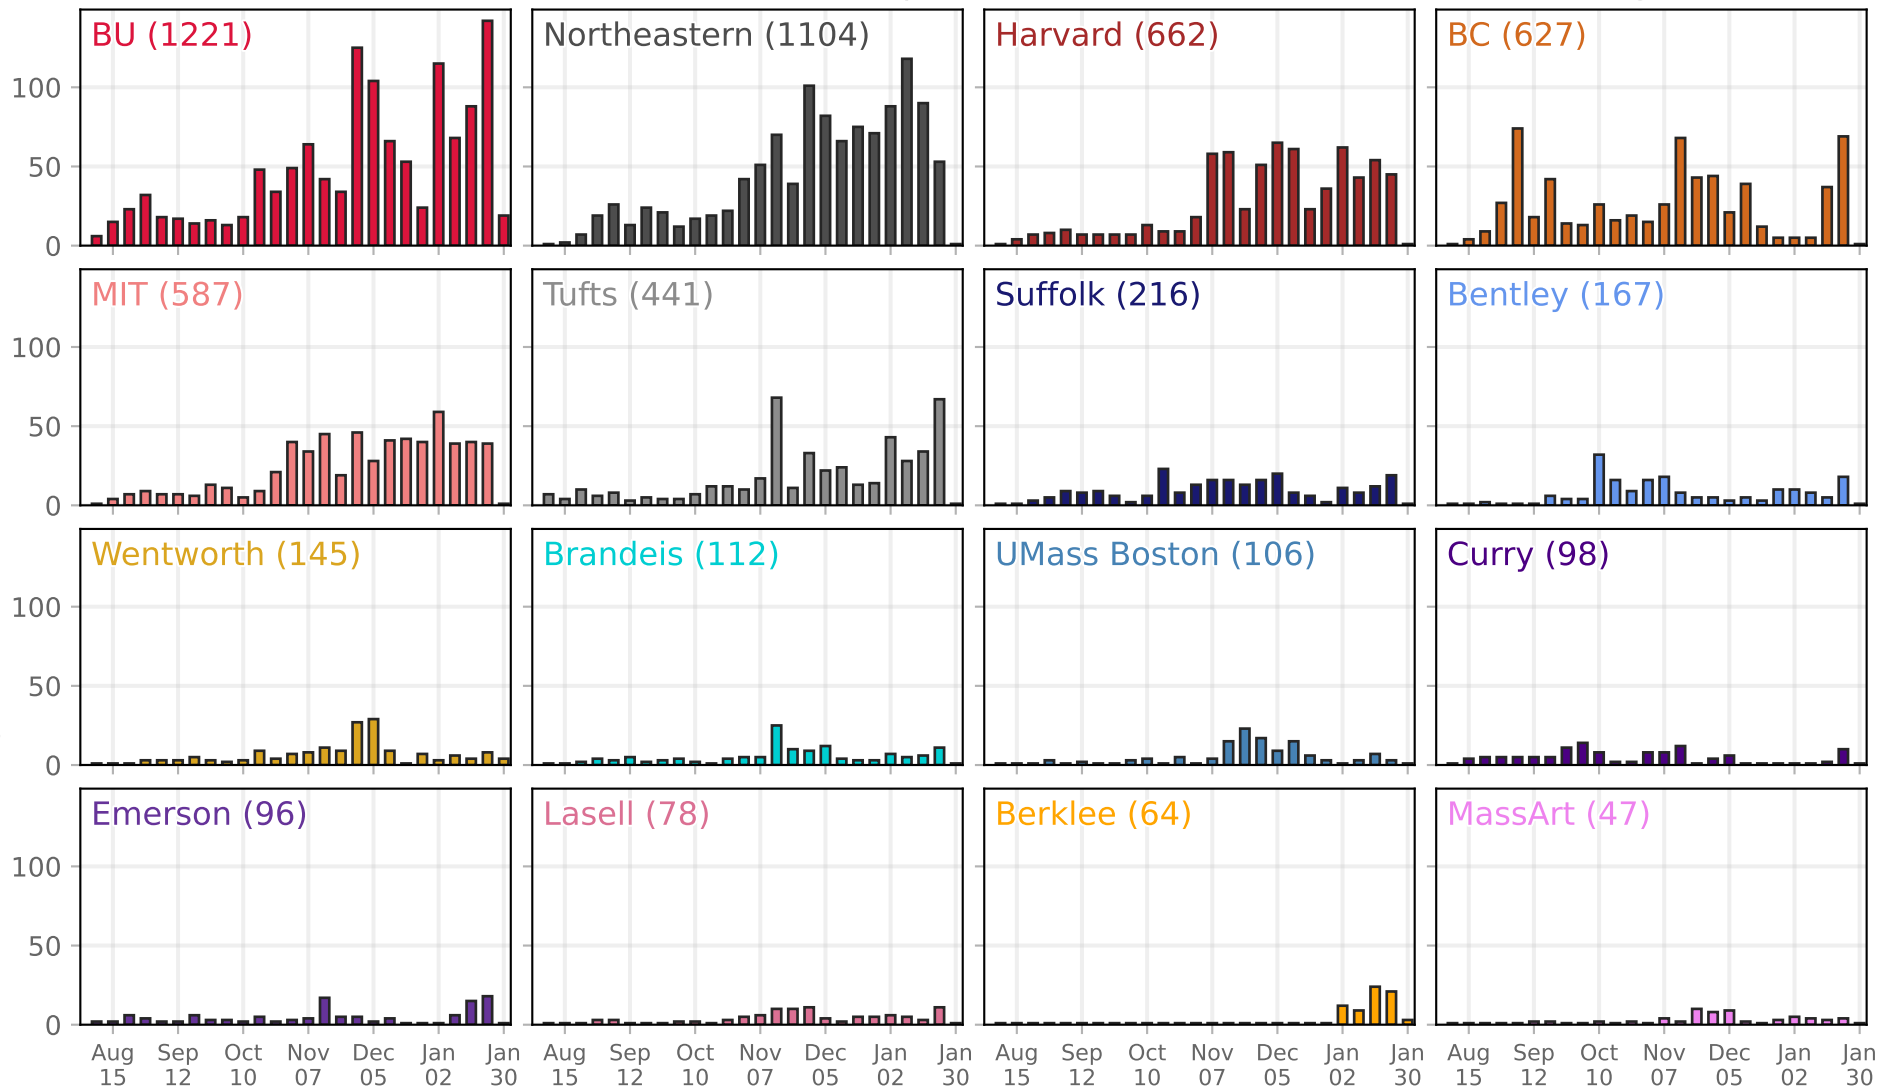 BU (1221) Northeastern (1104) Harvard (662) BC (627)
100
50
0
MIT (587) Tufts (441) Suffolk (216) Bentley (167)
100
50
0
Wentworth (145) Brandeis (112) UMass Boston (106) Curry (98)
100
50
0
Emerson (96) Lasell (78) Berklee (64) MassArt (47)
100
50
0
Aug Sep Oct Nov Dec Jan Jan Aug Sep Oct Nov Dec Jan Jan Aug Sep Oct Nov Dec Jan Jan Aug Sep Oct Nov Dec Jan Jan
15 12 10 07 05 02 30 15 12 10 07 05 02 30 15 12 10 07 05 02 30 15 12 10 07 05 02 30